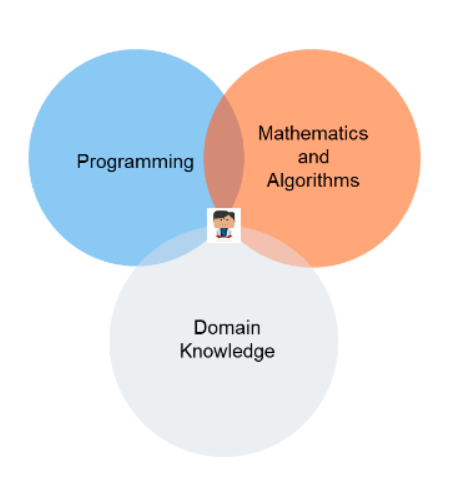 Programming
Mathematics
and
Algorithms
Domain
Knowledge